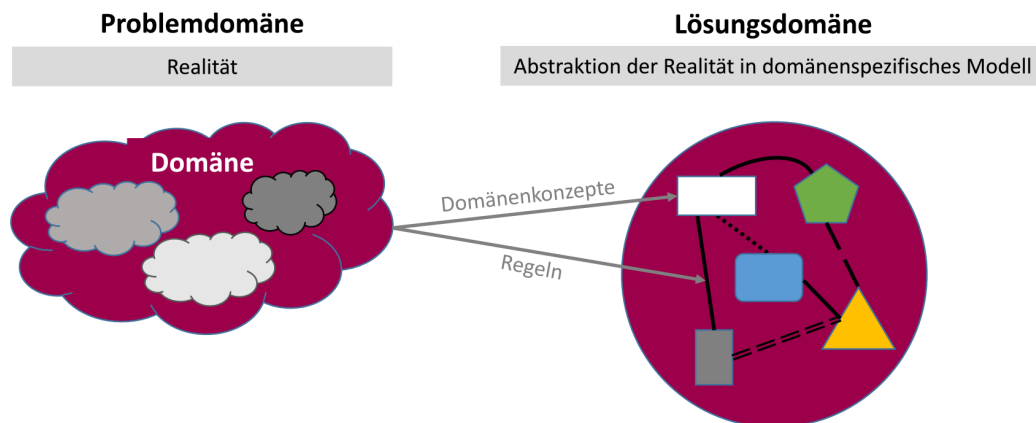 Problemdomäne
Realität
Domäne
Domänenkonzepte
Regeln
Lösungsdomäne
Abstraktion der Realität in domänenspezifisches Modell